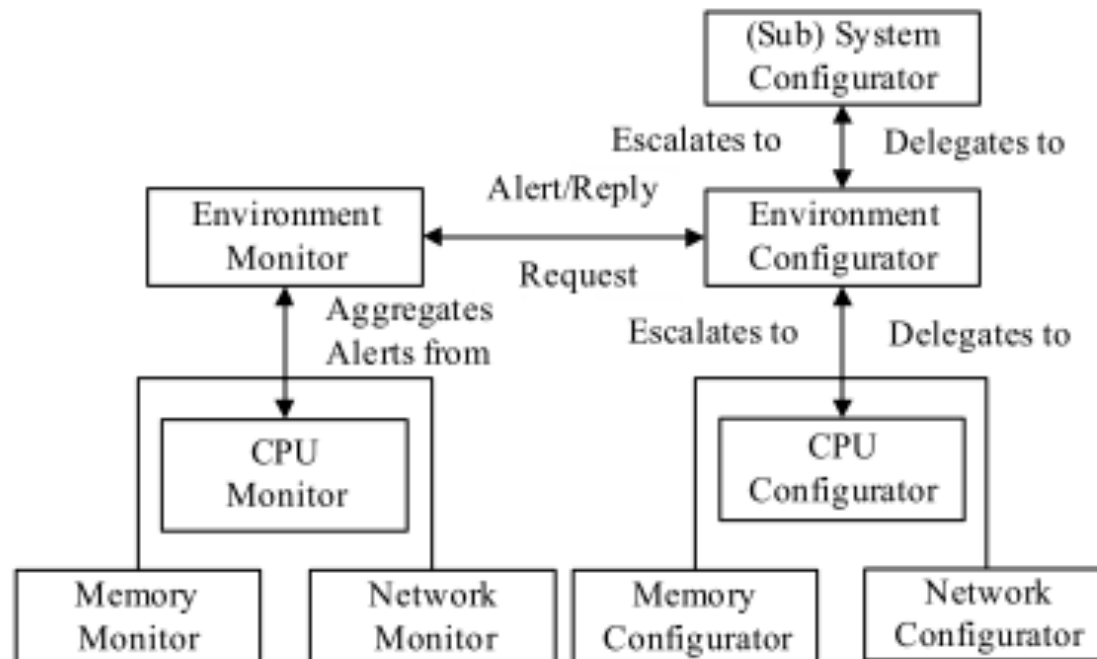 (Sub) System
Configurator
Escalates to
Delegates to
Alert/Reply
Environment
Monitor
Environment
Configurator
Request
Aggregates
Alerts from
Escalates to
Delegates to
CPU
Monitor
CPU
Configurator
Memory
Monitor
Network
Monitor
Memory
Configurator
Network
Configurator